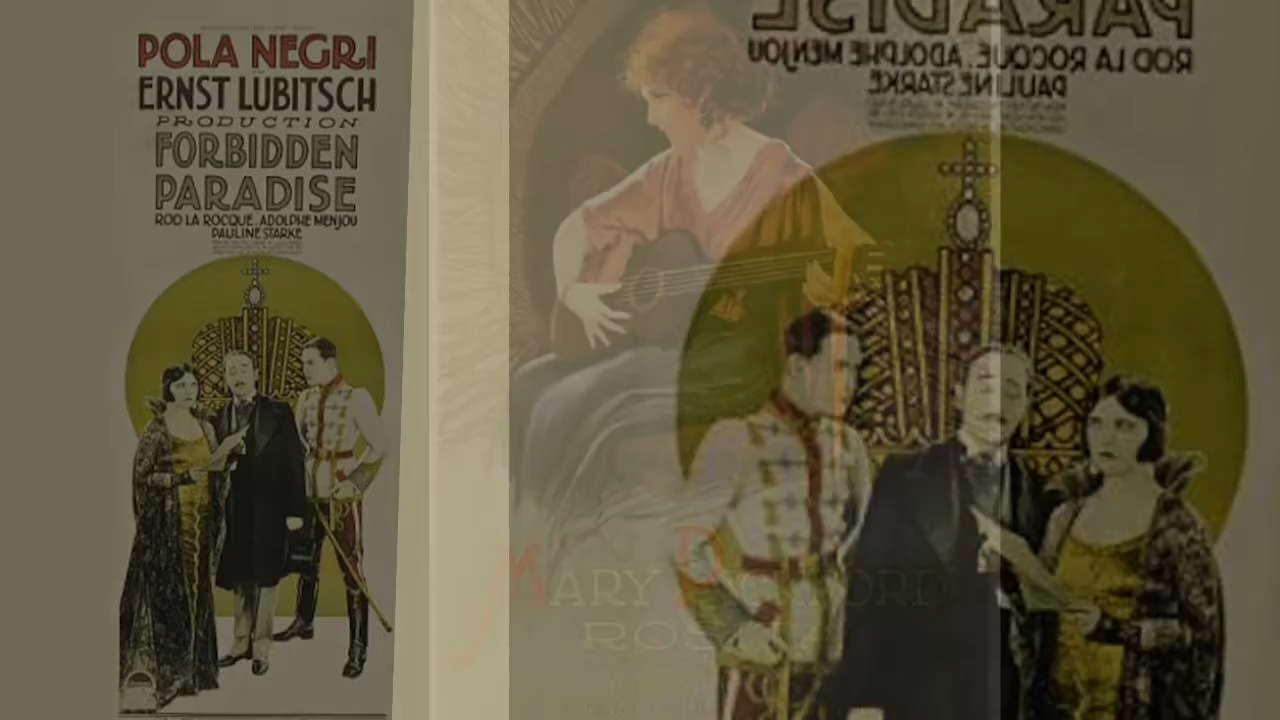 POLA NEGRI
ERNST LUBITSCH
PRODUCTION
FORBIDDEN
PARADISE
ROD LA ROCQUE, ADOLPHE MENJOU
PAULINE STARKE
PARADISE
ROD LA ROCQUE, ADOLPHE MENJOU
PAULINE STARKE
MARY PICKFORD